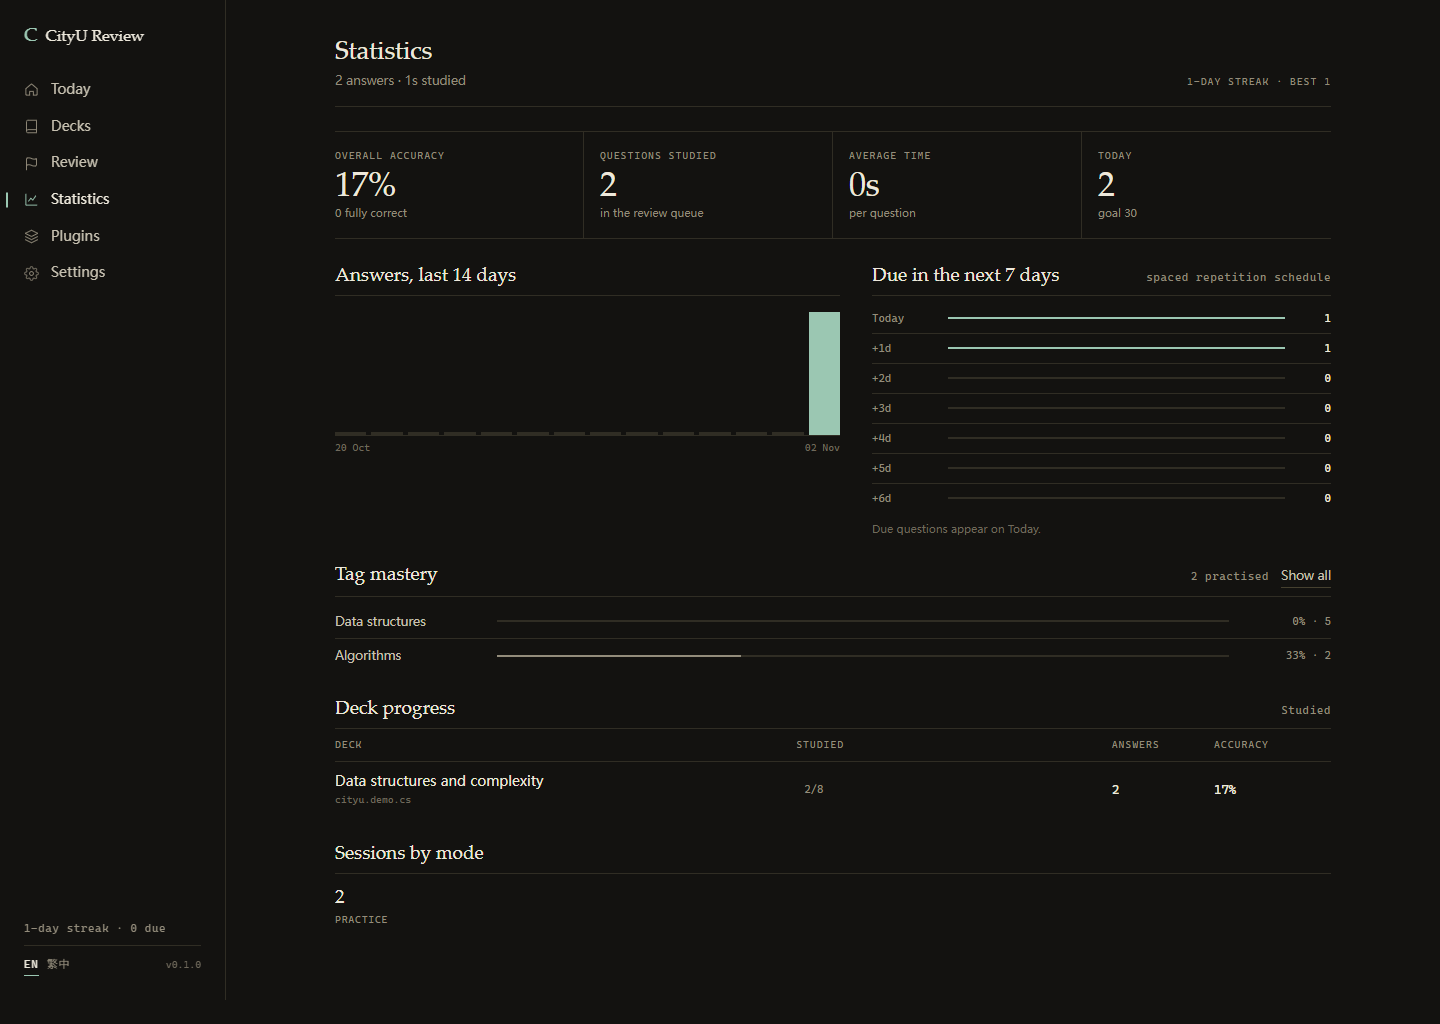 C CityU Review
Today
Decks
Review
Statistics
Plugins
Settings
1-day streak · 0 due
EN 繁中 v0.1.0
Statistics
2 answers · 1s studied
1-DAY STREAK · BEST 1
OVERALL ACCURACY
17%
0 fully correct
QUESTIONS STUDIED
2
in the review queue
AVERAGE TIME
0s
per question
TODAY
2
goal 30
Answers, last 14 days
20 Oct 02 Nov
Due in the next 7 days spaced repetition schedule
Today 1
+1d 1
+2d 0
+3d 0
+4d 0
+5d 0
+6d 0
Due questions appear on Today.
Tag mastery 2 practised Show all
Data structures 0% · 5
Algorithms 33% · 2
Deck progress Studied
DECK STUDIED ANSWERS ACCURACY
Data structures and complexity
cityu.demo.cs
2/8 2 17%
Sessions by mode
2
PRACTICE